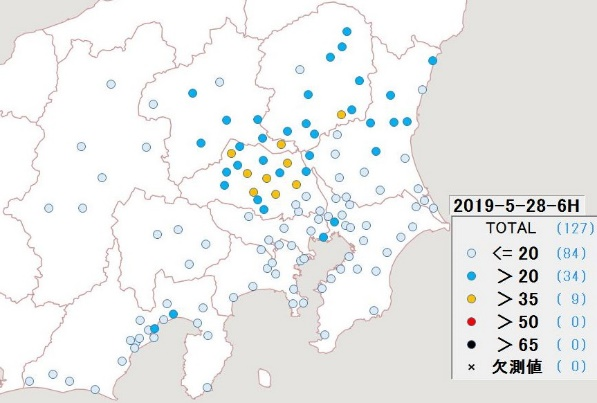 2019-5-28-6H
TOTAL (127)
<= 20 (84)
> 20 (34)
> 35 (9)
> 50 (0)
> 65 (0)
× 欠測値 (0)